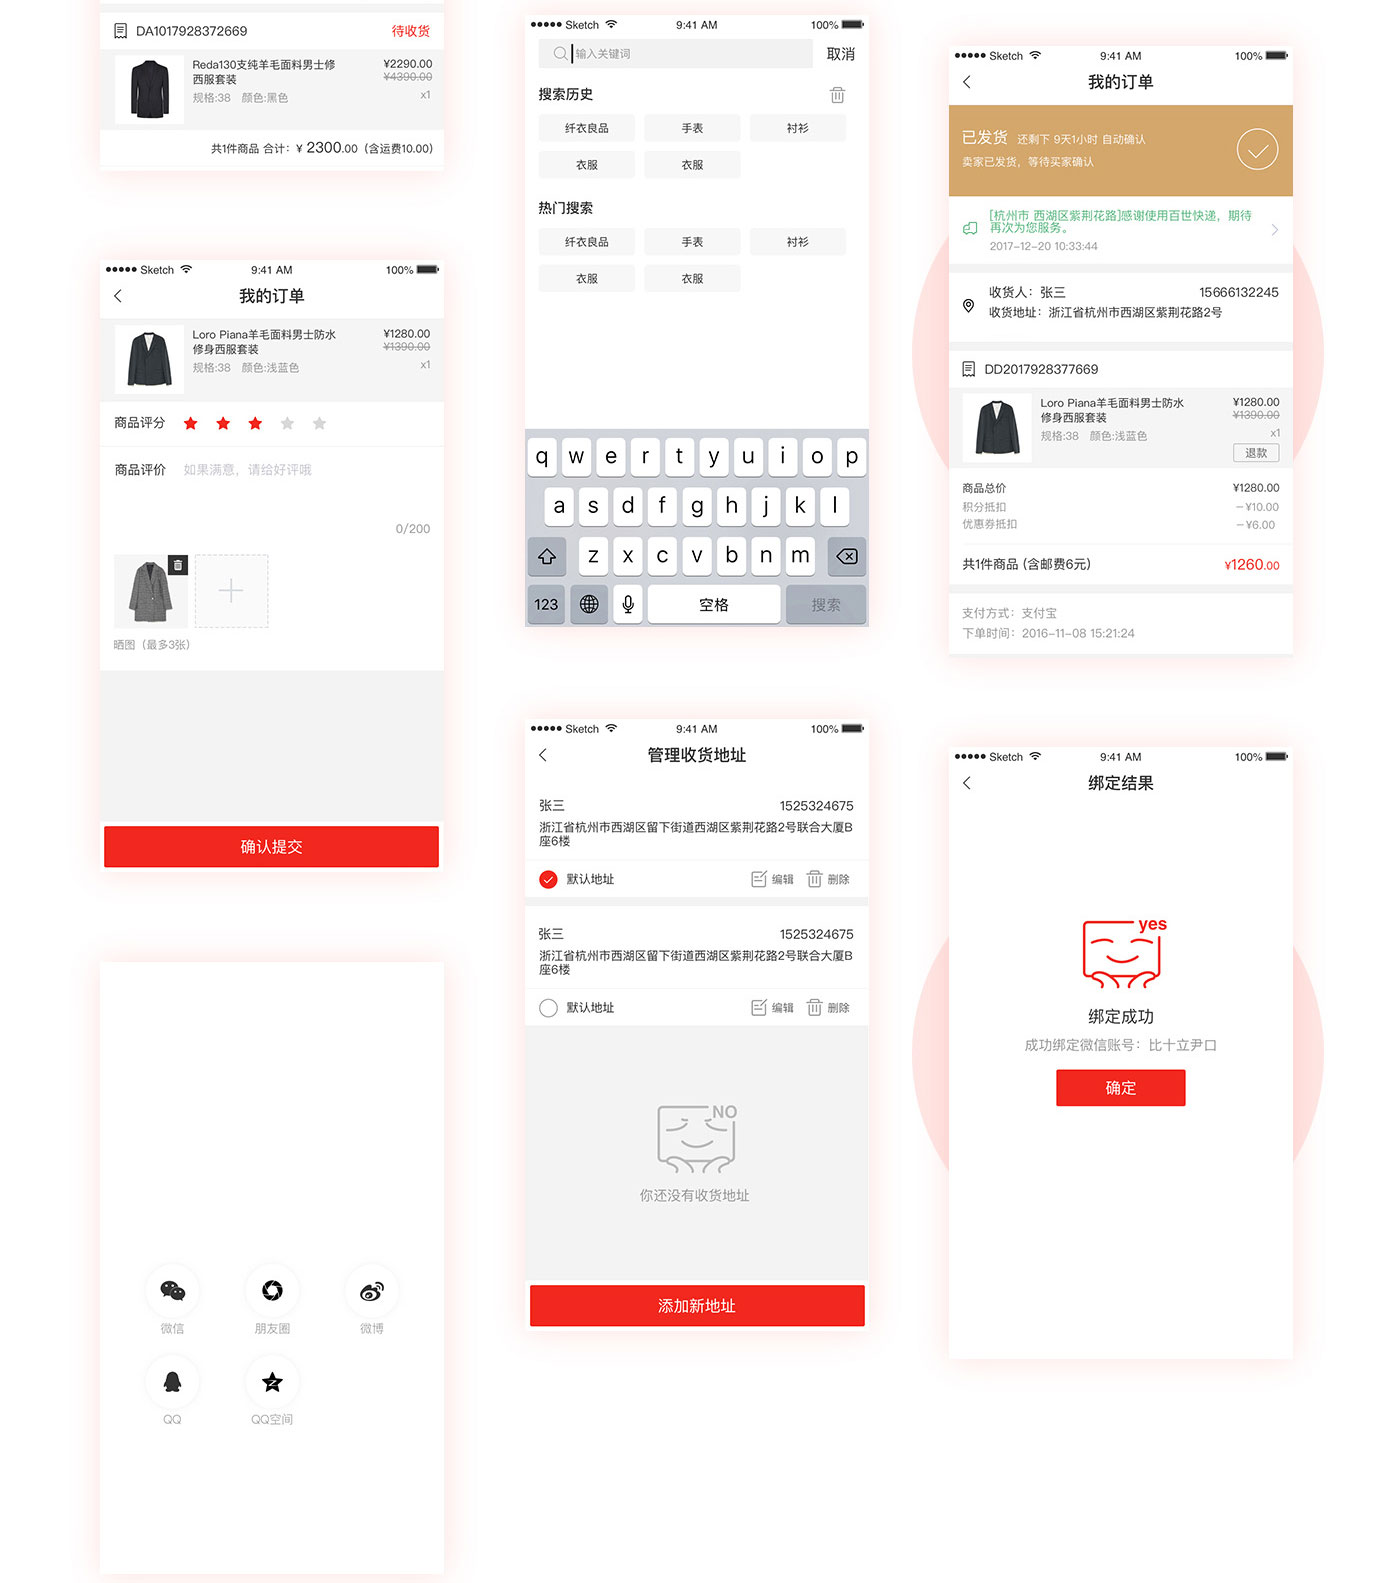 DA1017928372669
待收货
Reda130支纯羊毛面料男士修
西服套装
¥2290.00
¥4390.00
规格:38 颜色:黑色
x1
共1件商品 合计：¥ 2300.00（含运费10.00）
Sketch 9:41 AM 100%
我的订单
Loro Piana羊毛面料男士防水
修身西服套装
¥1280.00
¥1390.00
规格:38 颜色:浅蓝色
x1
商品评分
商品评价 如果满意，请给好评哦
0/200
晒图（最多3张）
确认提交
微信
朋友圈
微博
QQ
QQ空间
Sketch 9:41 AM 100%
输入关键词
取消
搜索历史
纤衣良品 手表 衬衫
衣服 衣服
热门搜索
纤衣良品 手表 衬衫
衣服 衣服
q w e r t y u i o p
a s d f g h j k l
z x c v b n m
123 空格 搜索
Sketch 9:41 AM 100%
管理收货地址
张三 1525324675
浙江省杭州市西湖区留下街道西湖区紫荆花路2号联合大厦B
座6楼
默认地址 编辑 删除
张三 1525324675
浙江省杭州市西湖区留下街道西湖区紫荆花路2号联合大厦B
座6楼
默认地址 编辑 删除
NO
你还没有收货地址
添加新地址
Sketch 9:41 AM 100%
我的订单
已发货 还剩下 9天1小时 自动确认
卖家已发货，等待买家确认
[杭州市 西湖区紫荆花路]感谢使用百世快递，期待
再次为您服务。
2017-12-20 10:33:44
收货人：张三 15666132245
收货地址：浙江省杭州市西湖区紫荆花路2号
DD2017928377669
Loro Piana羊毛面料男士防水
修身西服套装
¥1280.00
¥1390.00
规格:38 颜色:浅蓝色
x1
退款
商品总价 ¥1280.00
积分抵扣 -¥10.00
优惠券抵扣 -¥6.00
共1件商品 (含邮费6元) ¥1260.00
支付方式：支付宝
下单时间：2016-11-08 15:21:24
Sketch 9:41 AM 100%
绑定结果
yes
绑定成功
成功绑定微信账号：比十立尹口
确定